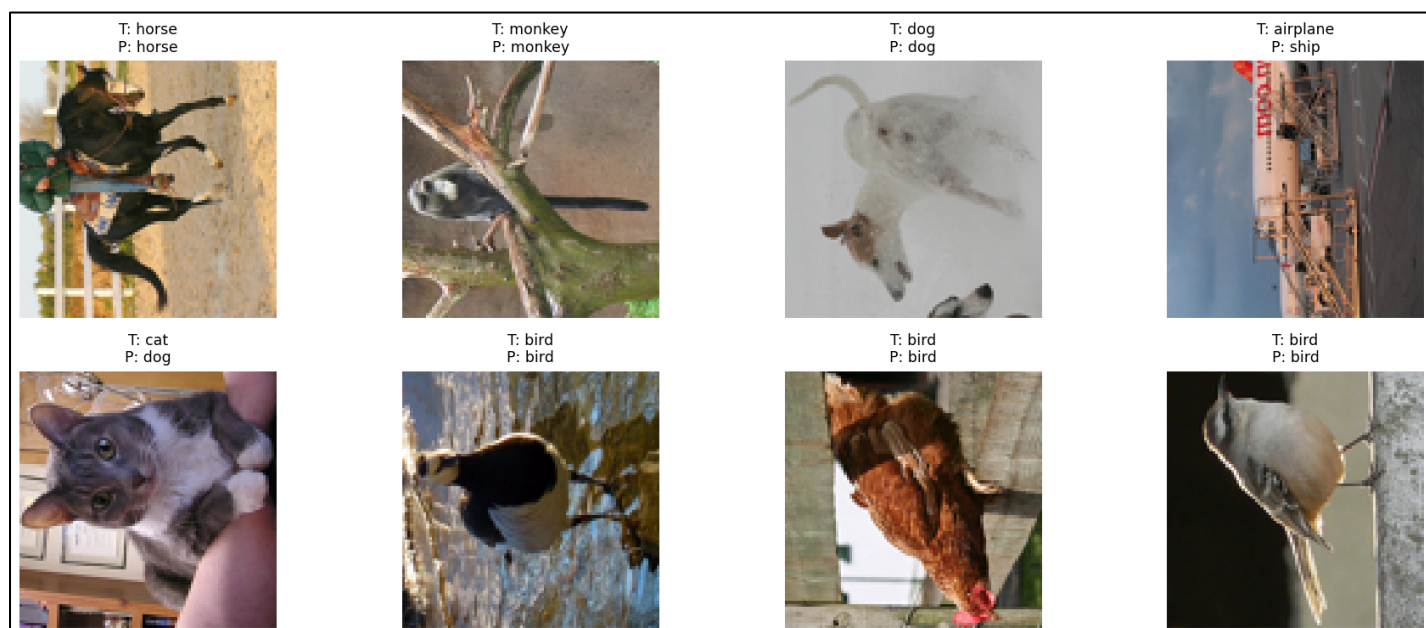 T: horse
P: horse
T: monkey
P: monkey
T: dog
P: dog
T: airplane
P: ship
T: cat
P: dog
T: bird
P: bird
T: bird
P: bird
T: bird
P: bird